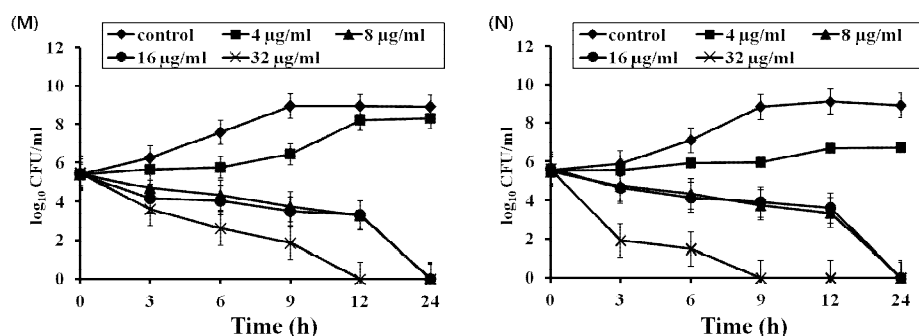 (M)
control 4 µg/ml 8 µg/ml
16 µg/ml 32 µg/ml
12
10
8
6
4
2
0
log₁₀ CFU/ml
0 3 6 9 12 24
Time (h)
(N)
control 4 µg/ml 8 µg/ml
16 µg/ml 32 µg/ml
12
10
8
6
4
2
0
log₁₀ CFU/ml
0 3 6 9 12 24
Time (h)